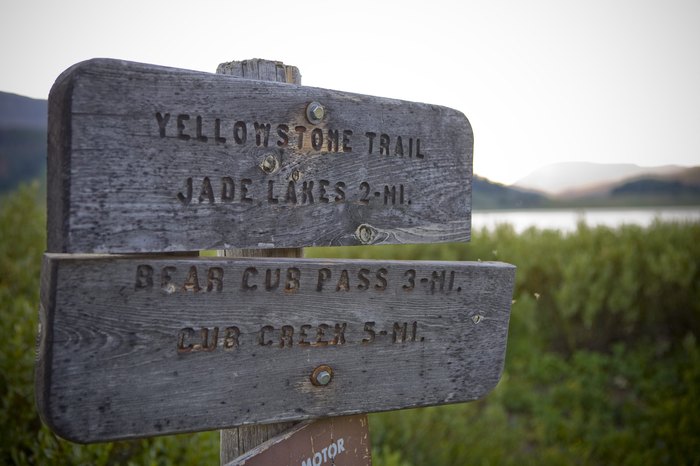 YELLOWSTONE TRAIL
JADE LAKES 2-MI.
BEAR CUB PASS 3-MI.
CUB CREEK 5-MI.
MOTOR